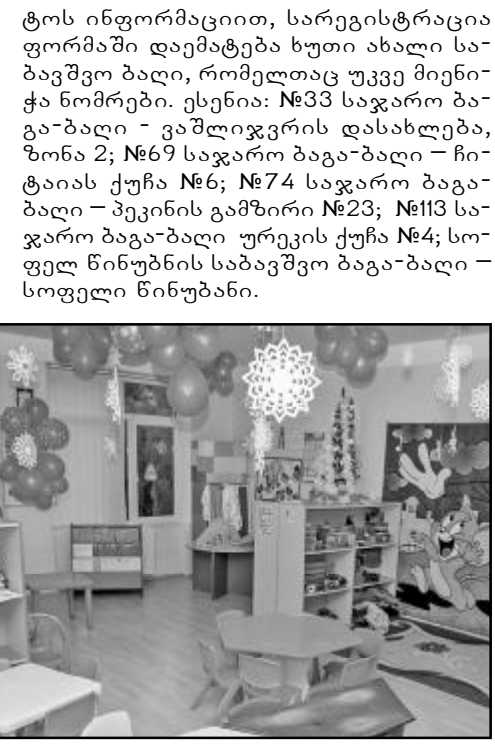 ტოს ინფორმაციით, სარეგისტრაცია
ფორმაში დაემატება ხუთი ახალი სა-
ბავშვო ბაღი, რომელთაც უკვე მიენი-
ჭა ნომრები. ესენია: №33 საჯარო ბა-
გა-ბაღი - ვაშლიჯვრის დასახლება,
ზონა 2; №69 საჯარო ბაგა-ბაღი — ჩი-
ტაიას ქუჩა №6; №74 საჯარო ბაგა-
ბაღი — პეკინის გამზირი №23; №113 სა-
ჯარო ბაგა-ბაღი ურეკის ქუჩა №4; სო-
ფელ წინუბნის საბავშვო ბაგა-ბაღი —
სოფელი წინუბანი.